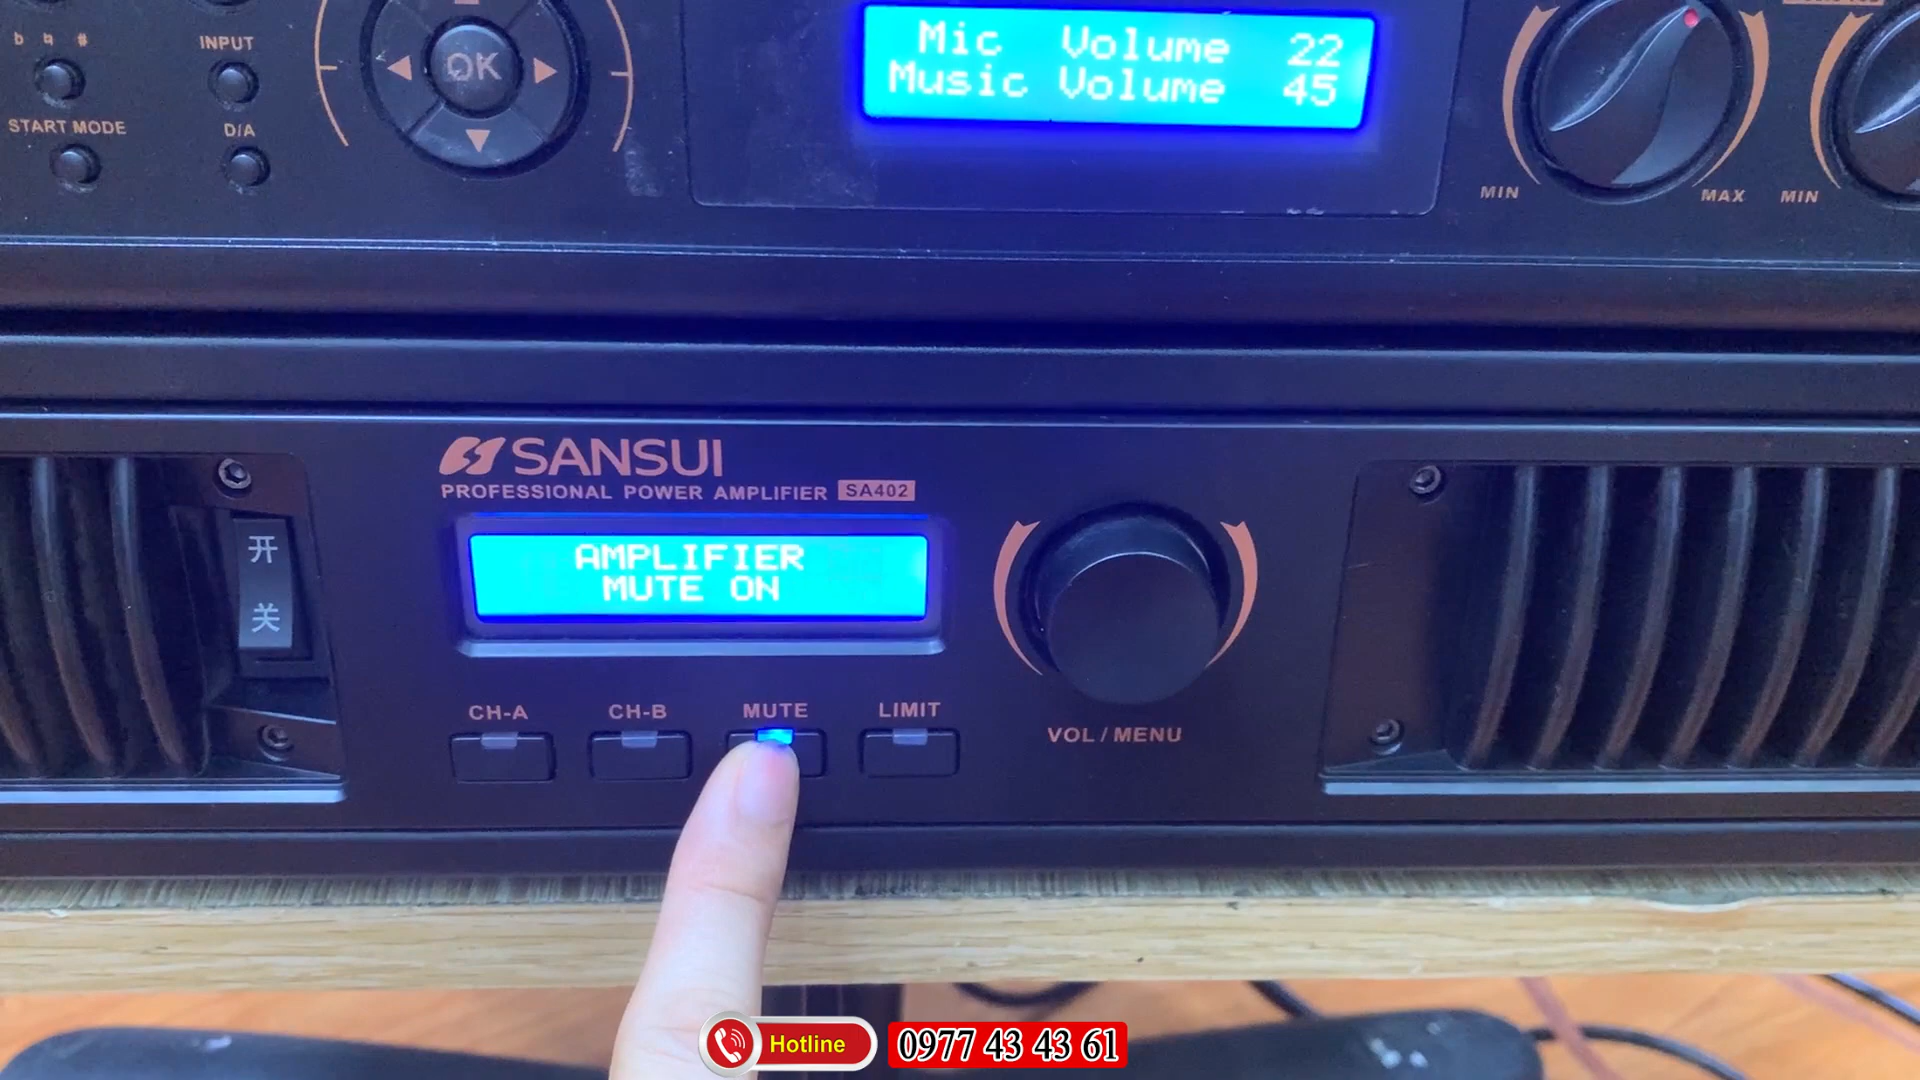 b ♮ #
INPUT
START MODE
D/A
OK
Mic Volume 22
Music Volume 45
MIN
MAX
MIN
SANSUI
PROFESSIONAL POWER AMPLIFIER SA402
开
关
AMPLIFIER
MUTE ON
CH-A
CH-B
MUTE
LIMIT
VOL / MENU
Hotline
0977 43 43 61